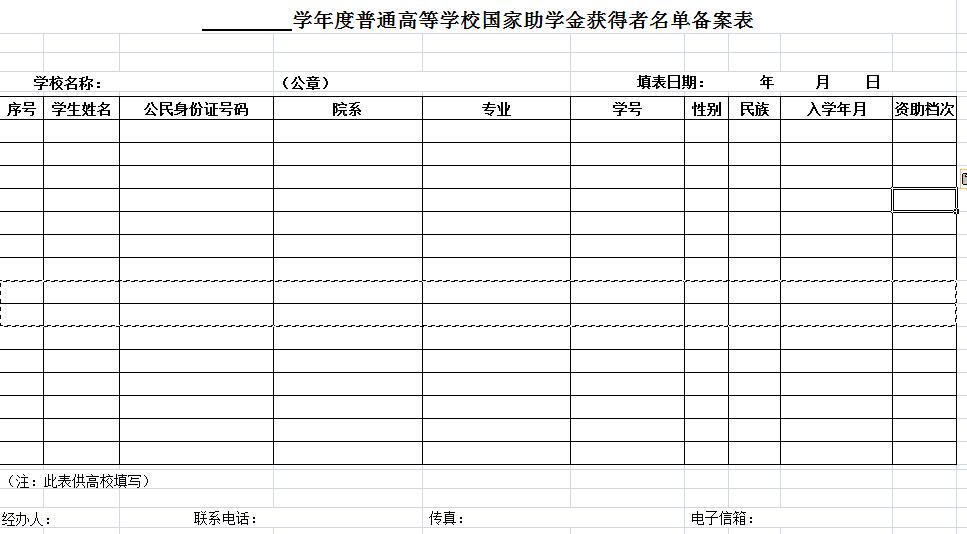 ________学年度普通高等学校国家助学金获得者名单备案表
学校名称： （公章） 填表日期： 年 月 日
序号 学生姓名 公民身份证号码 院系 专业 学号 性别 民族 入学年月 资助档次
（注：此表供高校填写）
经办人： 联系电话： 传真： 电子信箱：